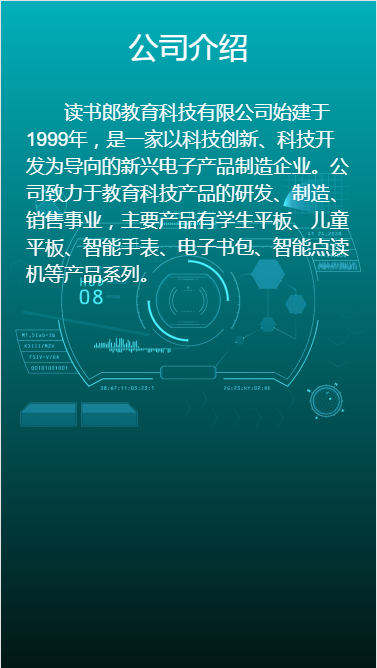 公司介绍
读书郎教育科技有限公司始建于
1999年，是一家以科技创新、科技开
发为导向的新兴电子产品制造企业。公
司致力于教育科技产品的研发、制造、
销售事业，主要产品有学生平板、儿童
平板、智能手表、电子书包、智能点读
机等产品系列。
08